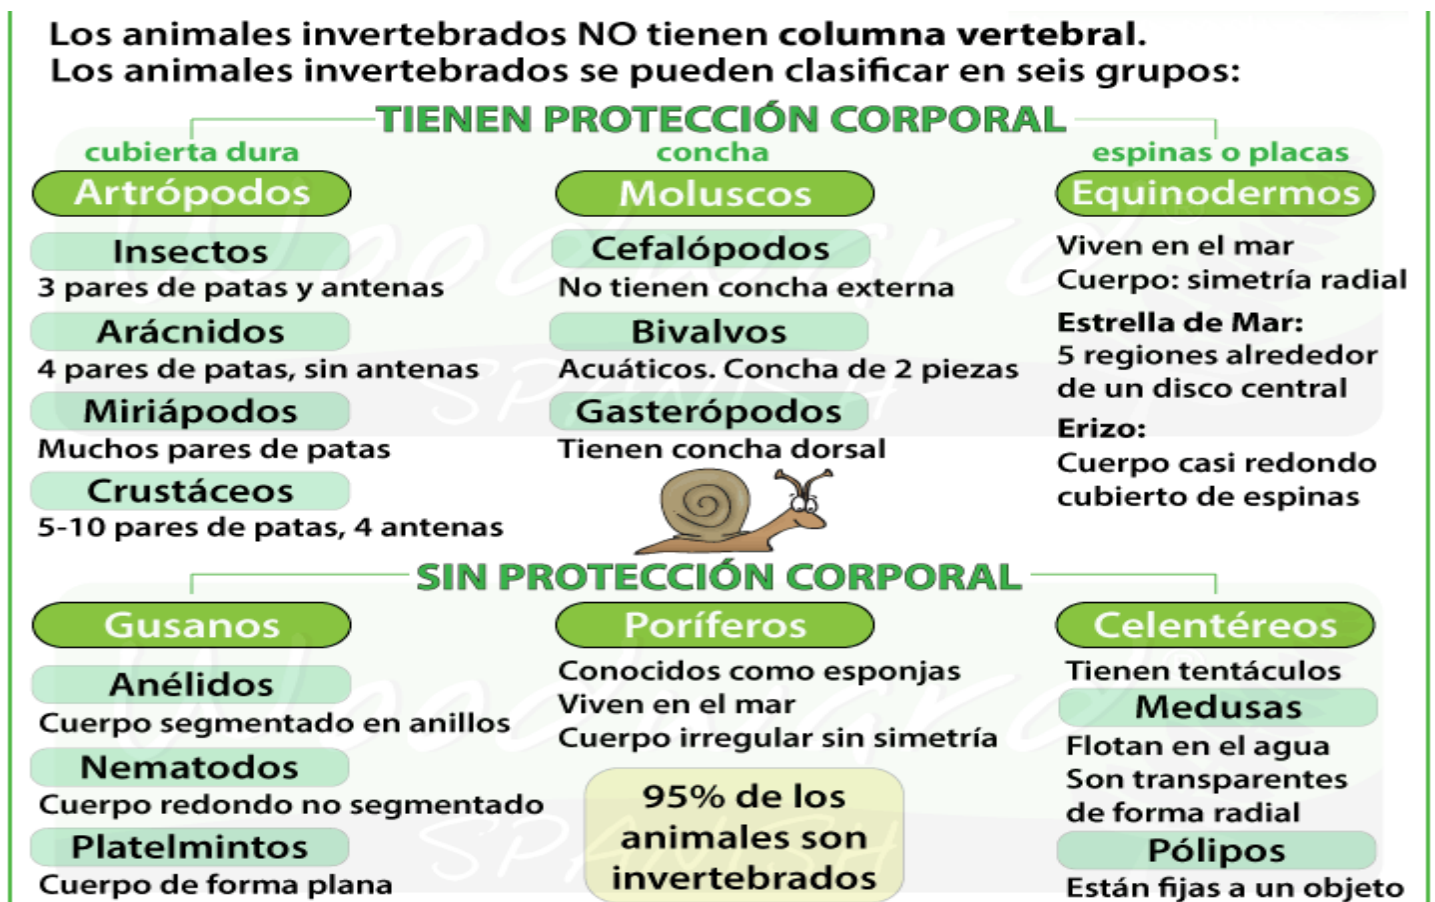 Los animales invertebrados NO tienen columna vertebral.
Los animales invertebrados se pueden clasificar en seis grupos:
TIENEN PROTECCIÓN CORPORAL
cubierta dura
Artrópodos
Insectos
3 pares de patas y antenas
Arácnidos
4 pares de patas, sin antenas
Miriápodos
Muchos pares de patas
Crustáceos
5-10 pares de patas, 4 antenas
concha
Moluscos
Cefalópodos
No tienen concha externa
Bivalvos
Acuáticos. Concha de 2 piezas
Gasterópodos
Tienen concha dorsal
espinas o placas
Equinodermos
Viven en el mar
Cuerpo: simetría radial
Estrella de Mar:
5 regiones alrededor
de un disco central
Erizo:
Cuerpo casi redondo
cubierto de espinas
Woodward ®
SPANISH
SIN PROTECCIÓN CORPORAL
Gusanos
Anélidos
Cuerpo segmentado en anillos
Nematodos
Cuerpo redondo no segmentado
Platelmintos
Cuerpo de forma plana
Poríferos
Conocidos como esponjas
Viven en el mar
Cuerpo irregular sin simetría
95% de los
animales son
invertebrados
Celentéreos
Tienen tentáculos
Medusas
Flotan en el agua
Son transparentes
de forma radial
Pólipos
Están fijas a un objeto
Woodward ®
SPANISH